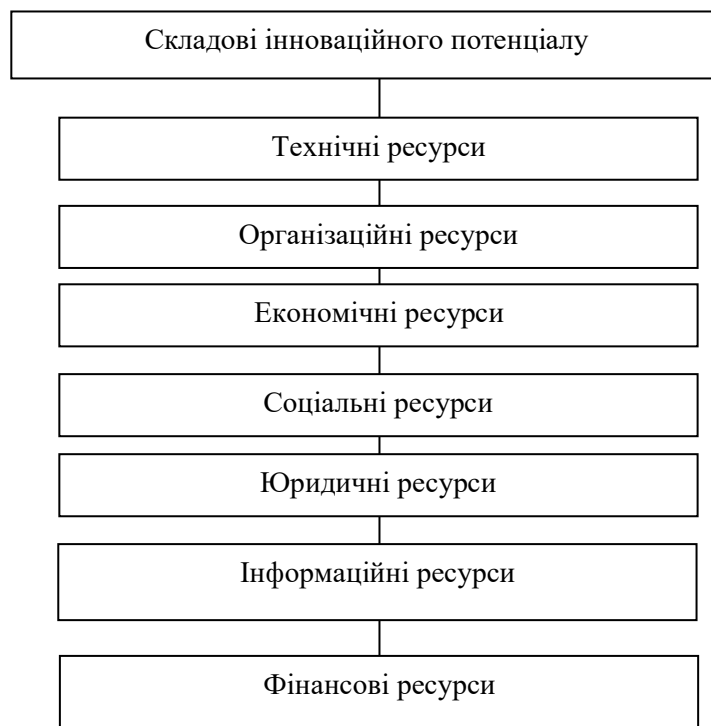 Складові інноваційного потенціалу
Технічні ресурси
Організаційні ресурси
Економічні ресурси
Соціальні ресурси
Юридичні ресурси
Інформаційні ресурси
Фінансові ресурси